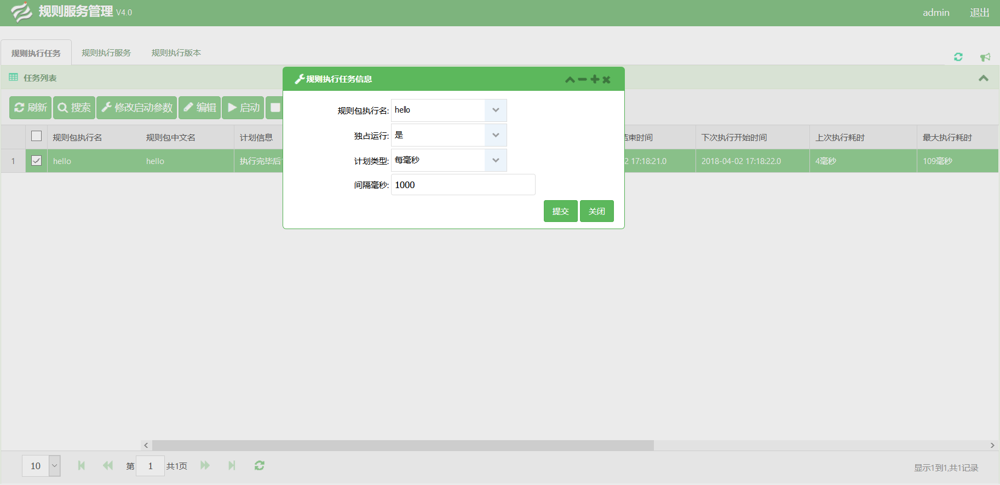 规则服务管理 V4.0
admin 退出
规则执行任务 规则执行服务 规则执行版本
任务列表
规则执行任务信息
刷新 搜索 修改启动参数 编辑 启动
规则包执行名: hello
独占运行: 是
计划类型: 每毫秒
间隔毫秒: 1000
提交 关闭
规则包执行名 规则包中文名 计划信息 结束时间 下次执行开始时间 上次执行耗时 最大执行耗时
1 hello hello 执行完毕后 2 17:18:21.0 2018-04-02 17:18:22.0 4毫秒 109毫秒
10 第 1 共1页
显示1到1,共1记录